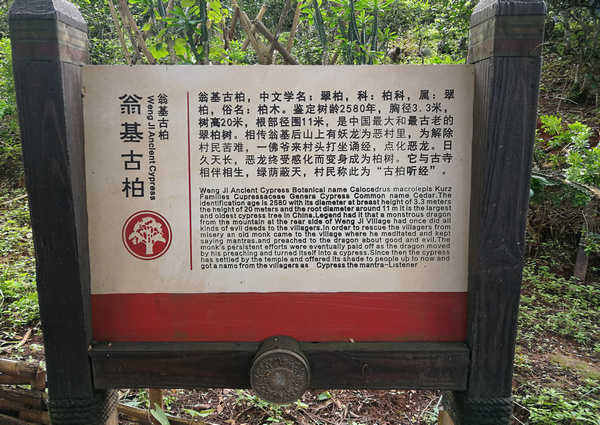 翁基古柏
翁基古柏
Weng Ji Ancient Cypress
翁基古柏，中文学名：翠柏，科：柏科，属：翠
柏，俗名：柏木。鉴定树龄2580年，胸径3.3米，
树高20米，根部径围11米，是中国最大和最古老的
翠柏树。相传翁基后山上有妖龙为恶村里，为解除
村民苦难，一佛爷来村头打坐诵经，点化恶龙。日
久天长，恶龙终受感化而变身成为柏树。它与古寺
相伴相生，绿荫蔽天，村民称此为“古柏听经”。
Weng Ji Ancient Cypress Botanical name Calocedrus macrolepis Kurz
Families Cupressaceae Genera Cypress Common name Cedar.The
identification age is 2580 with its diameter at breast height of 3.3 meters
the height of 20 meters and the root diameter around 11 m it is the largest
and oldest cypress tree in China.Legend had it that a monstrous dragon
from the mountain at the rear side of Weng Ji Village had once did all
kinds of evil deeds to the villagers.In order to rescue the villagers from
misery an old monk came to the village where he meditated and kept
saying mantras.and preached to the dragon about good and evil.The
monk's persistent efforts were eventually paid off as the dragon moved
by his preaching and turned itself into a cypress.Since then the cypress
has settled by the temple and offered its shade to people up to now and
got a name from the villagers as Cypress the mantra-Listener .